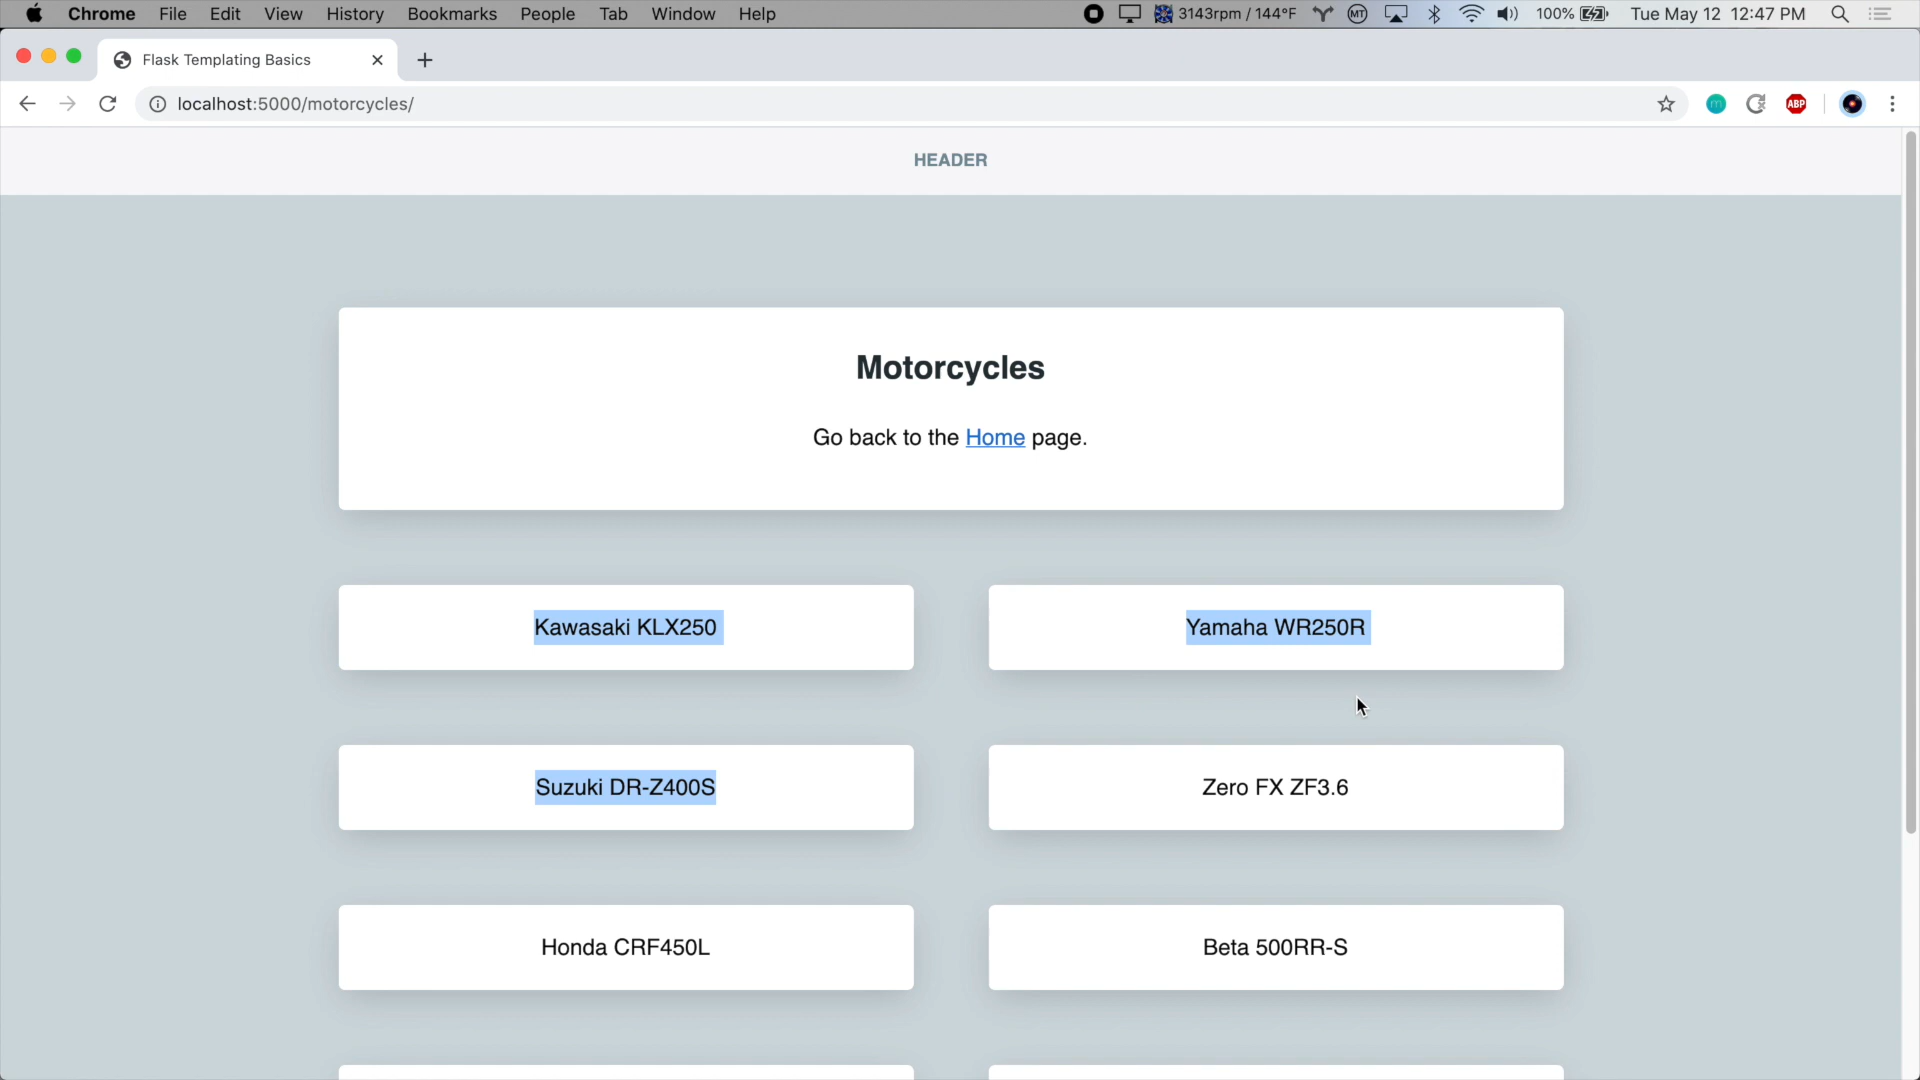 Chrome File Edit View History Bookmarks People Tab Window Help 3143rpm / 144°F MT 100% Tue May 12 12:47 PM
Flask Templating Basics
localhost:5000/motorcycles/ m ABP
HEADER
Motorcycles
Go back to the Home page.
Kawasaki KLX250 Yamaha WR250R
Suzuki DR-Z400S Zero FX ZF3.6
Honda CRF450L Beta 500RR-S